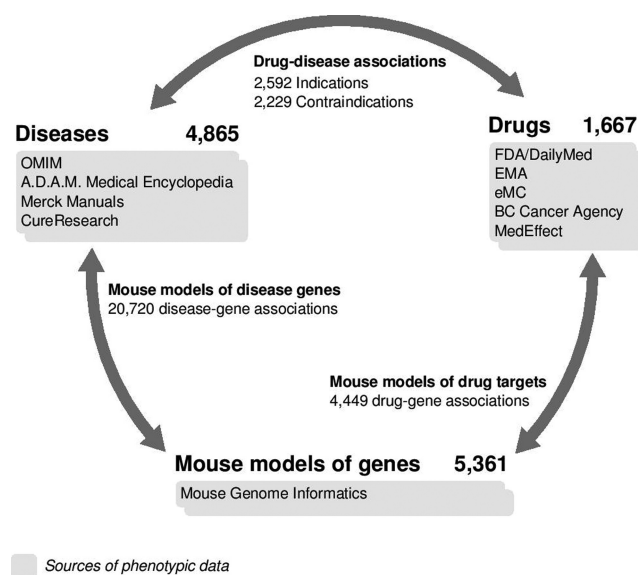 Drug-disease associations
2,592 Indications
2,229 Contraindications
Diseases 4,865
OMIM
A.D.A.M. Medical Encyclopedia
Merck Manuals
CureResearch
Drugs 1,667
FDA/DailyMed
EMA
eMC
BC Cancer Agency
MedEffect
Mouse models of disease genes
20,720 disease-gene associations
Mouse models of drug targets
4,449 drug-gene associations
Mouse models of genes 5,361
Mouse Genome Informatics
Sources of phenotypic data